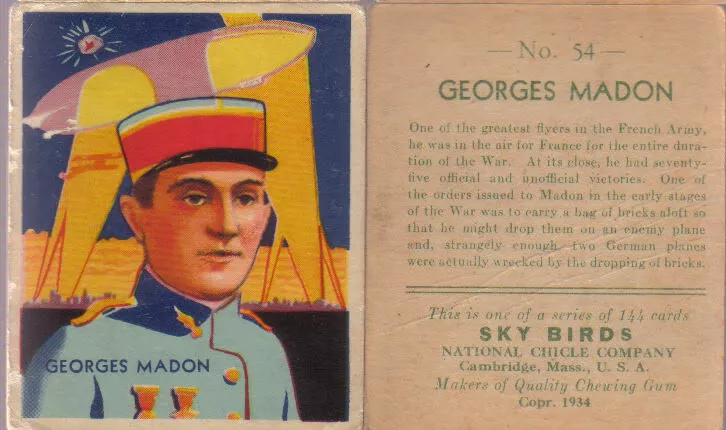 GEORGES MADON
— No. 54 —
GEORGES MADON
One of the greatest flyers in the French Army,
he was in the air for France for the entire dura-
tion of the War. At its close, he had seventy-
five official and unofficial victories. One of
the orders issued to Madon in the early stages
of the War was to carry a bag of bricks aloft so
that he might drop them on an enemy plane
and, strangely enough, two German planes
were actually wrecked by the dropping of bricks.
This is one of a series of 144 cards
SKY BIRDS
NATIONAL CHICLE COMPANY
Cambridge, Mass., U. S. A.
Makers of Quality Chewing Gum
Copr. 1934